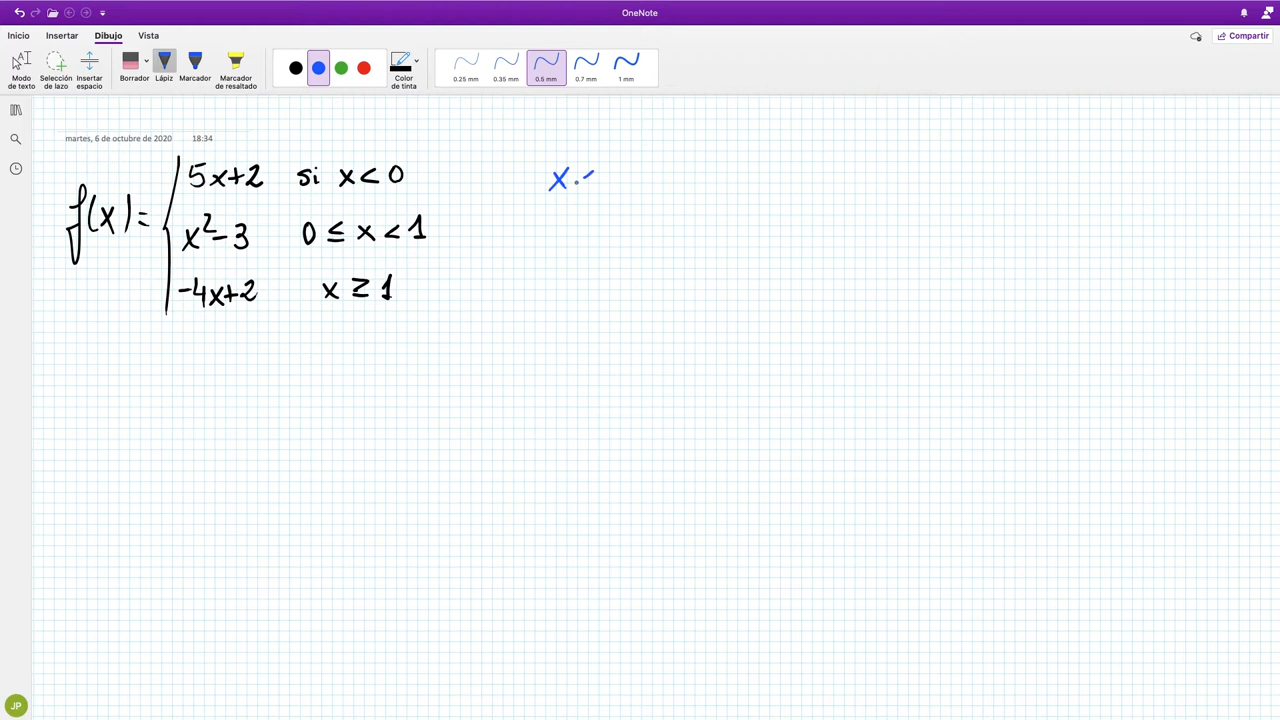 OneNote
Inicio Insertar Dibujo Vista Compartir
Modo de texto
Selección de lazo
Insertar espacio
Borrador
Lápiz
Marcador
Marcador de resaltado
Color de tinta
0.25 mm 0.35 mm 0.5 mm 0.7 mm 1 mm
martes, 6 de octubre de 2020 18:34
5x+2 si x < 0
f(x) = x²-3 0 ≤ x < 1
-4x+2 x ≥ 1
x
JP